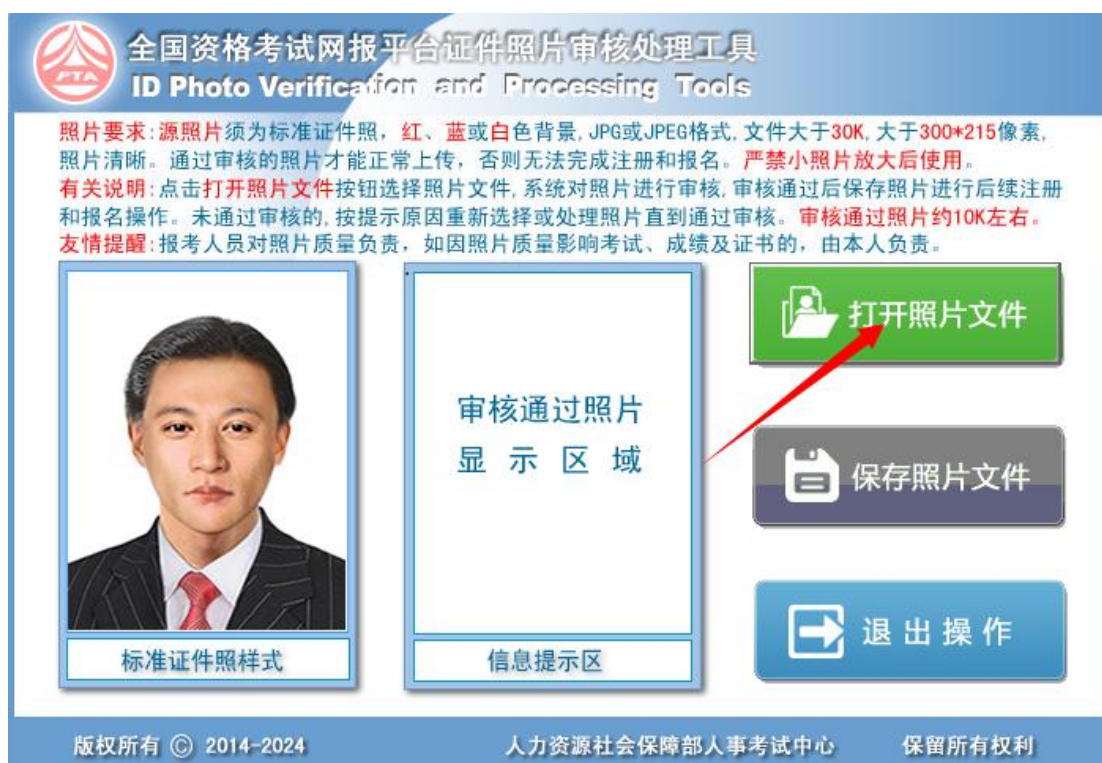 全国资格考试网报平台证件照片审核处理工具
PTA
ID Photo Verification and Processing Tools
照片要求:源照片须为标准证件照，红、蓝或白色背景,JPG或JPEG格式,文件大于30K,大于300*215像素,
照片清晰。通过审核的照片才能正常上传，否则无法完成注册和报名。严禁小照片放大后使用。
有关说明:点击打开照片文件按钮选择照片文件,系统对照片进行审核,审核通过后保存照片进行后续注册
和报名操作。未通过审核的,按提示原因重新选择或处理照片直到通过审核。审核通过照片约10K左右。
友情提醒:报考人员对照片质量负责，如因照片质量影响考试、成绩及证书的，由本人负责。
打开照片文件
审核通过照片
显示区域
保存照片文件
退出操作
标准证件照样式
信息提示区
版权所有 © 2014-2024 人力资源社会保障部人事考试中心 保留所有权利